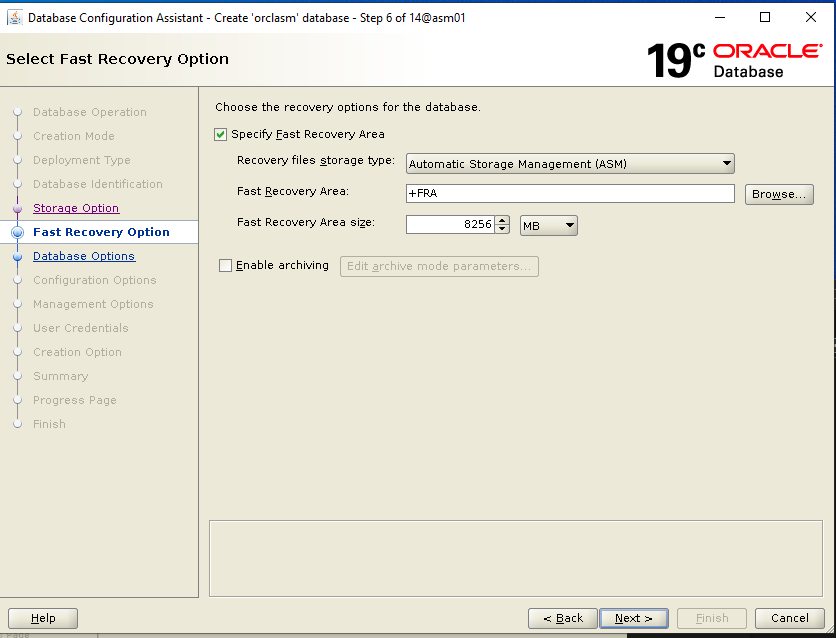 Database Configuration Assistant - Create 'orclasm' database - Step 6 of 14@asm01
Select Fast Recovery Option
19c ORACLE
Database
Database Operation
Creation Mode
Deployment Type
Database Identification
Storage Option
Fast Recovery Option
Database Options
Configuration Options
Management Options
User Credentials
Creation Option
Summary
Progress Page
Finish
Choose the recovery options for the database.
Specify Fast Recovery Area
Recovery files storage type: Automatic Storage Management (ASM)
Fast Recovery Area: +FRA Browse...
Fast Recovery Area size: 8256 MB
Enable archiving Edit archive mode parameters...
Help < Back Next > Finish Cancel